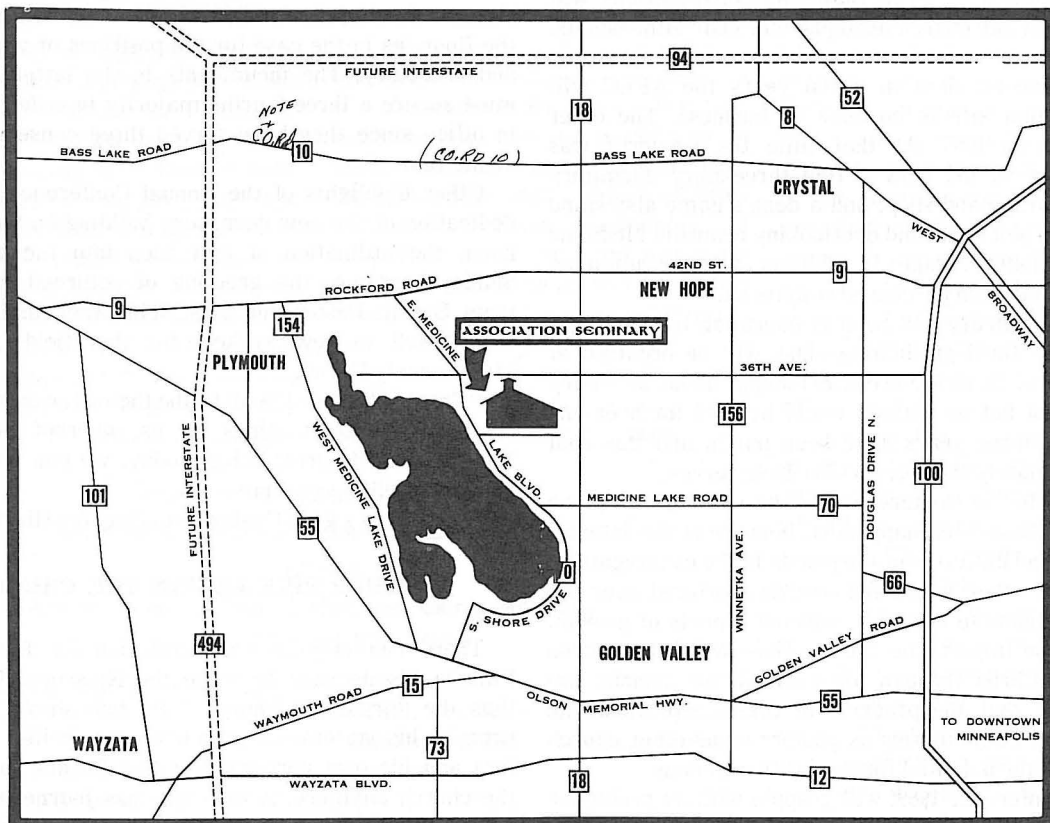 94
FUTURE INTERSTATE
52
18
8
NOTE
CO.RD
10
(CO. RD 10)
BASS LAKE ROAD
BASS LAKE ROAD
CRYSTAL
WEST
BROADWAY
42ND ST.
9
ROCKFORD ROAD
NEW HOPE
9
154
E. MEDICINE
LAKE BLVD.
ASSOCIATION SEMINARY
PLYMOUTH
36TH AVE.
156
DOUGLAS DRIVE N.
100
101
FUTURE INTERSTATE
55
WEST MEDICINE LAKE DRIVE
MEDICINE LAKE ROAD
70
WINNETKA AVE.
66
S. SHORE DRIVE
494
GOLDEN VALLEY
GOLDEN VALLEY ROAD
15
WAYMOUTH ROAD
OLSON MEMORIAL HWY.
55
TO DOWNTOWN
MINNEAPOLIS
WAYZATA
73
WAYZATA BLVD.
18
12